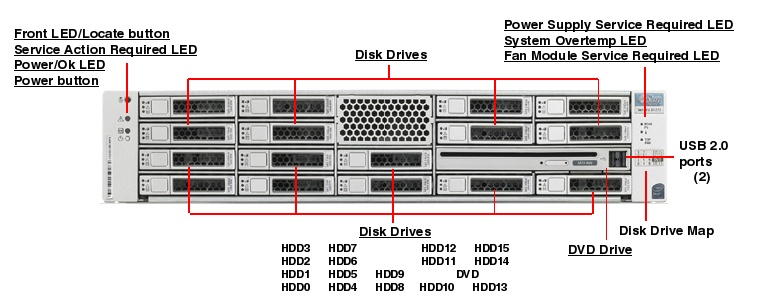 Front LED/Locate button
Service Action Required LED
Power/Ok LED
Power button
Disk Drives
Power Supply Service Required LED
System Overtemp LED
Fan Module Service Required LED
USB 2.0
ports
(2)
Disk Drive Map
DVD Drive
Disk Drives
HDD3 HDD7 HDD12 HDD15
HDD2 HDD6 HDD11 HDD14
HDD1 HDD5 HDD9 DVD
HDD0 HDD4 HDD8 HDD10 HDD13